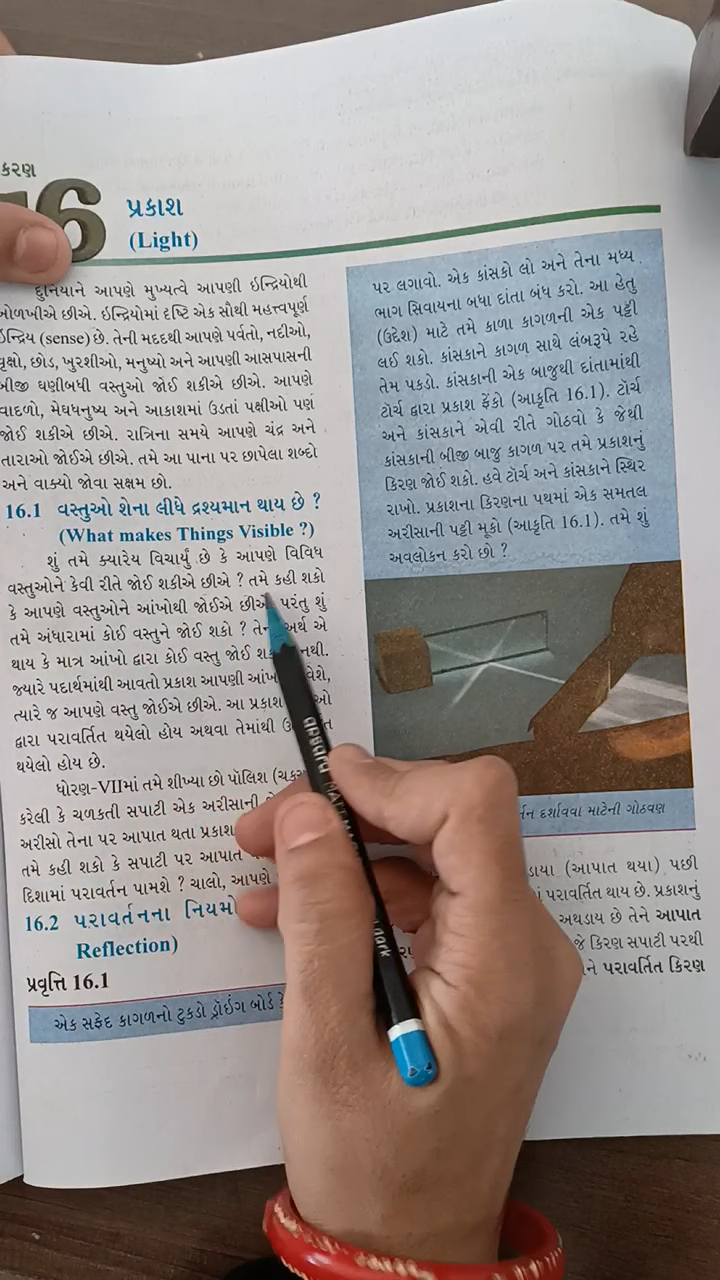 કરણ
16
પ્રકાશ
(Light)
દુનિયાને આપણે મુખ્યત્વે આપણી ઇન્દ્રિયોથી
ઓળખીએ છીએ. ઇન્દ્રિયોમાં દૃષ્ટિ એક સૌથી મહત્ત્વપૂર્ણ
ઇન્દ્રિય (sense) છે. તેની મદદથી આપણે પર્વતો, નદીઓ,
વૃક્ષો, છોડ, ખુરશીઓ, મનુષ્યો અને આપણી આસપાસની
બીજી ઘણીબધી વસ્તુઓ જોઈ શકીએ છીએ. આપણે
વાદળો, મેઘધનુષ્ય અને આકાશમાં ઉડતાં પક્ષીઓ પણ
જોઈ શકીએ છીએ. રાત્રિના સમયે આપણે ચંદ્ર અને
તારાઓ જોઈએ છીએ. તમે આ પાના પર છાપેલા શબ્દો
અને વાક્યો જોવા સક્ષમ છો.
16.1 વસ્તુઓ શેના લીધે દ્રશ્યમાન થાય છે ?
(What makes Things Visible ?)
શું તમે ક્યારેય વિચાર્યું છે કે આપણે વિવિધ
વસ્તુઓને કેવી રીતે જોઈ શકીએ છીએ ? તમે કહી શકો
કે આપણે વસ્તુઓને આંખોથી જોઈએ છીએ પરંતુ શું
તમે અંધારામાં કોઈ વસ્તુને જોઈ શકો ? તેનો અર્થ એ
થાય કે માત્ર આંખો દ્વારા કોઈ વસ્તુ જોઈ નથી.
જ્યારે પદાર્થમાંથી આવતો પ્રકાશ આપણી
ત્યારે જ આપણે વસ્તુ જોઈએ છીએ. આ પ્રકાશ
દ્વારા પરાવર્તિત થયેલો હોય અથવા તેમાંથી
થયેલો હોય છે.
ધોરણ-VIIમાં તમે શીખ્યા છો પૉલિશ
કરેલી કે ચળકતી સપાટી એક અરીસાની
અરીસો તેના પર આપાત થતા પ્રકાશ
તમે કહી શકો કે સપાટી પર આપાત
દિશામાં પરાવર્તન પામશે ? ચાલો, આપણે
16.2 પરાવર્તનના નિયમો
Reflection)
પ્રવૃત્તિ 16.1
એક સફેદ કાગળનો ટુકડો ડ્રૉઇંગ બોર્ડ
પર લગાવો. એક કાંસકો લો અને તેના મધ્ય
ભાગ સિવાયના બધા દાંતા બંધ કરો. આ હેતુ
(ઉદ્દેશ) માટે તમે કાળા કાગળની એક પટ્ટી
લઈ શકો. કાંસકાને કાગળ સાથે લંબરૂપે રહે
તેમ પકડો. કાંસકાની એક બાજુથી દાંતામાંથી
ટૉર્ચ દ્વારા પ્રકાશ ફેંકો (આકૃતિ 16.1). ટૉર્ચ
અને કાંસકાને એવી રીતે ગોઠવો કે જેથી
કાંસકાની બીજી બાજુ કાગળ પર તમે પ્રકાશનું
કિરણ જોઈ શકો. હવે ટૉર્ચ અને કાંસકાને સ્થિર
રાખો. પ્રકાશના કિરણના પથમાં એક સમતલ
અરીસાની પટ્ટી મૂકો (આકૃતિ 16.1). તમે શું
અવલોકન કરો છો ?
દર્શાવવા માટેની ગોઠવણ
(આપાત થયા) પછી
પરાવર્તિત થાય છે. પ્રકાશનું
અથડાય છે તેને આપાત
જે કિરણ સપાટી પરથી
પરાવર્તિત કિરણ